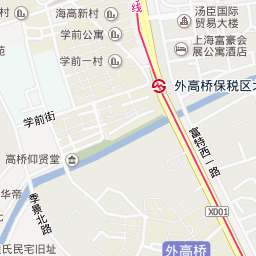 海高新村
汤臣国际
贸易大楼
学前公寓
线
上海富豪会
展公寓酒店
学前一村
外高桥保税区
学前街
富特西一路
高桥仰贤堂
华帝
季景北路
X001
氏民宅旧址
外高桥